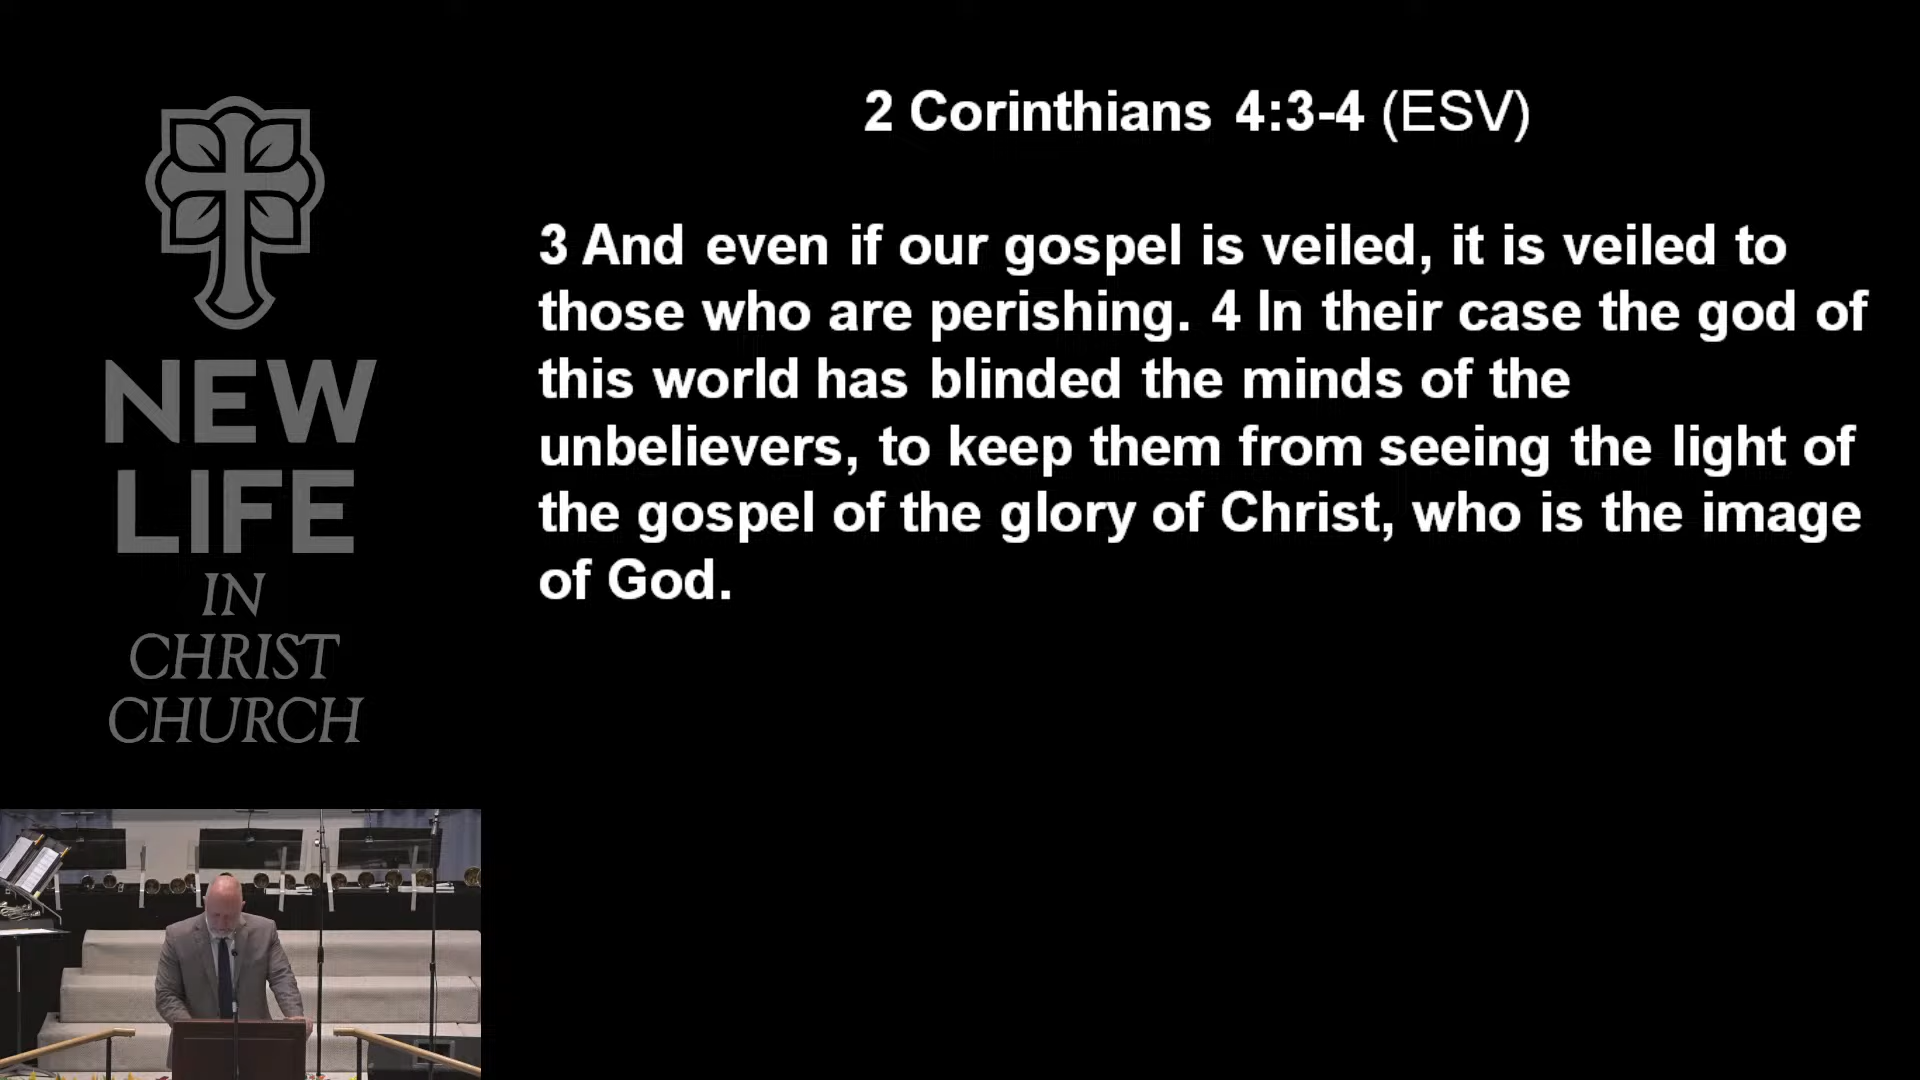 2 Corinthians 4:3-4 (ESV)
3 And even if our gospel is veiled, it is veiled to
those who are perishing. 4 In their case the god of
this world has blinded the minds of the
unbelievers, to keep them from seeing the light of
the gospel of the glory of Christ, who is the image
of God.
NEW
LIFE
IN
CHRIST
CHURCH